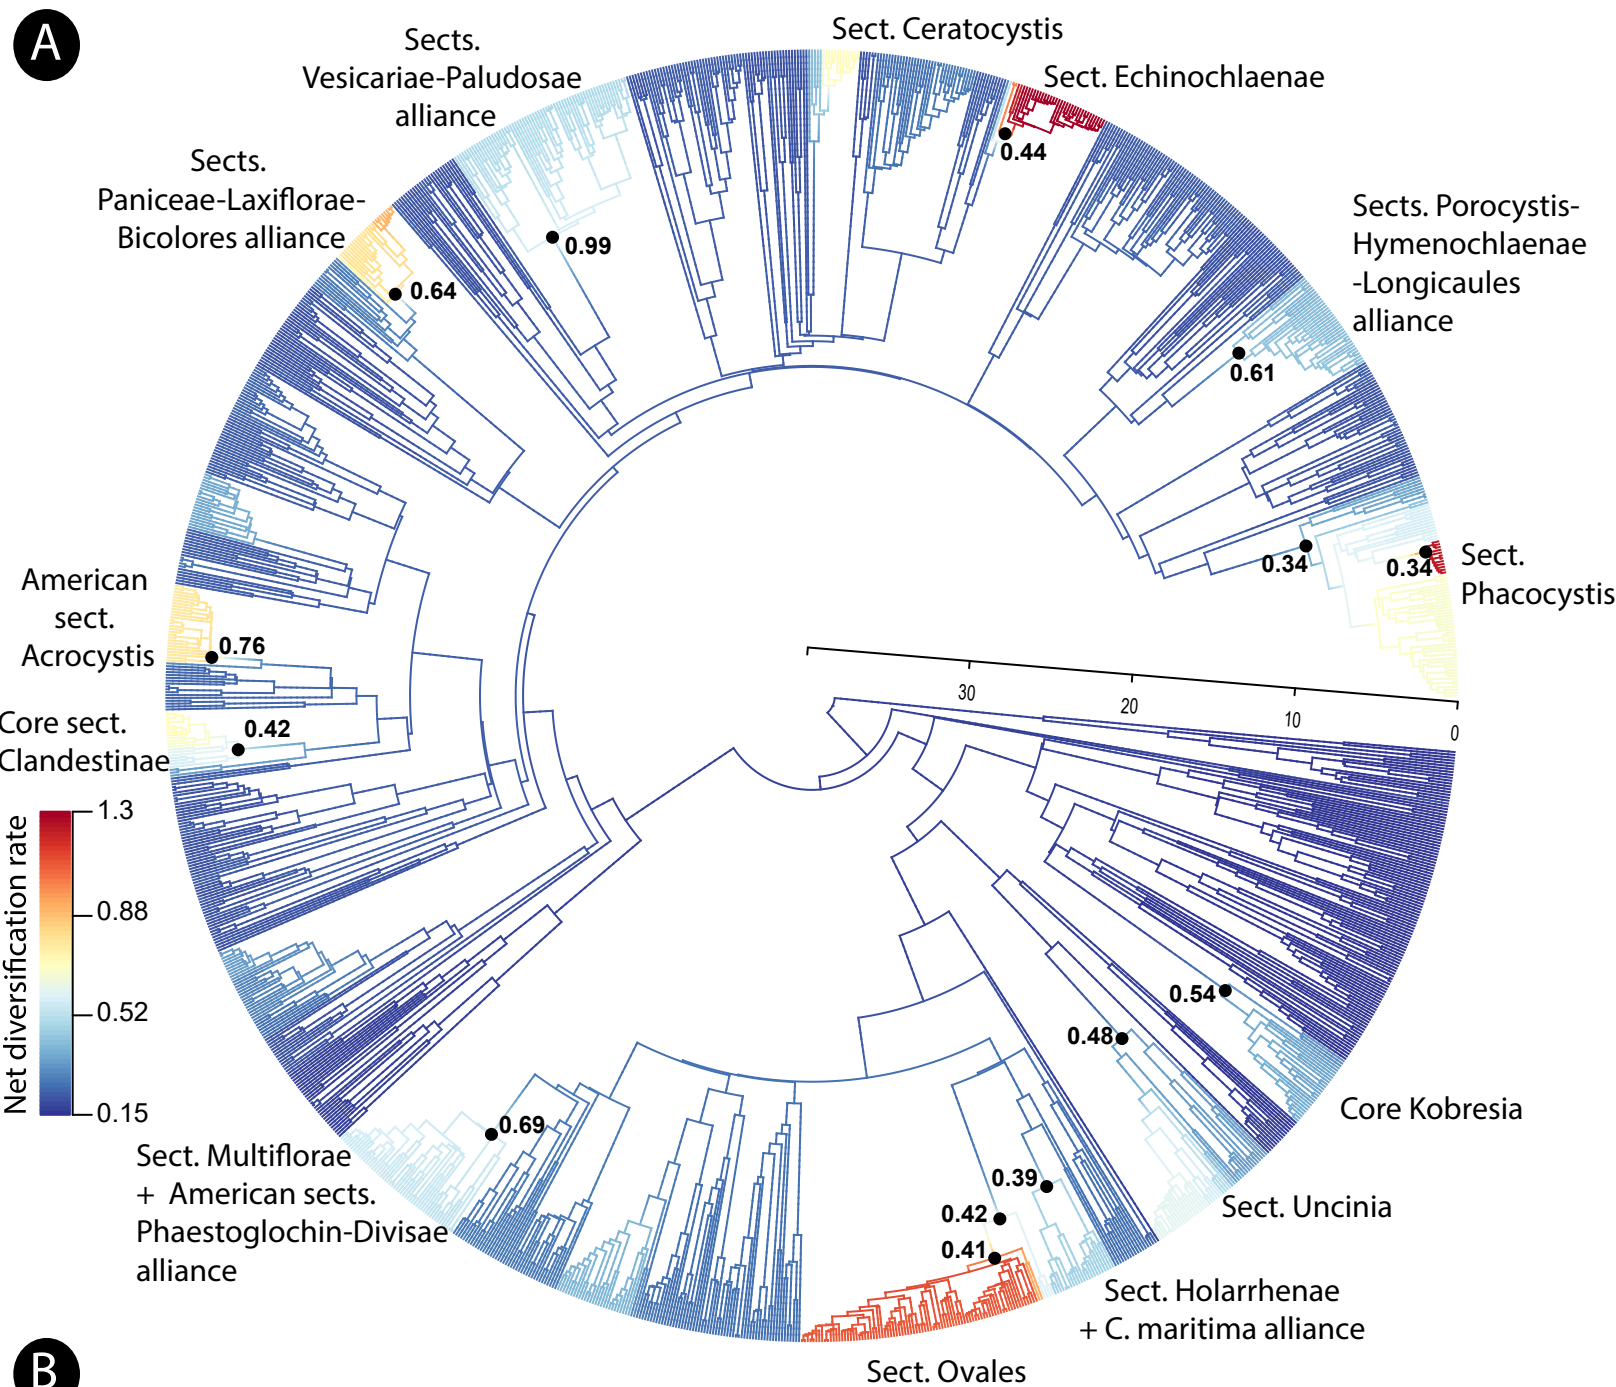 A
Sects.
Vesicariae-Paludosae
alliance
Sect. Ceratocystis
Sect. Echinochlaenae
0.44
Sects.
Paniceae-Laxiflorae-
Bicolores alliance
0.64
0.99
Sects. Porocystis-
Hymenochlaenae
-Longicaules
alliance
0.61
0.34
0.34
Sect.
Phacocystis
American
sect.
Acrocystis
0.76
Core sect.
Clandestinae
0.42
30
20
10
0
Net diversification rate
1.3
0.88
0.52
0.15
0.54
0.48
Core Kobresia
Sect. Uncinia
0.69
Sect. Multiflorae
+ American sects.
Phaestoglochin-Divisae
alliance
0.39
0.42
0.41
Sect. Holarrhenae
+ C. maritima alliance
Sect. Ovales
B